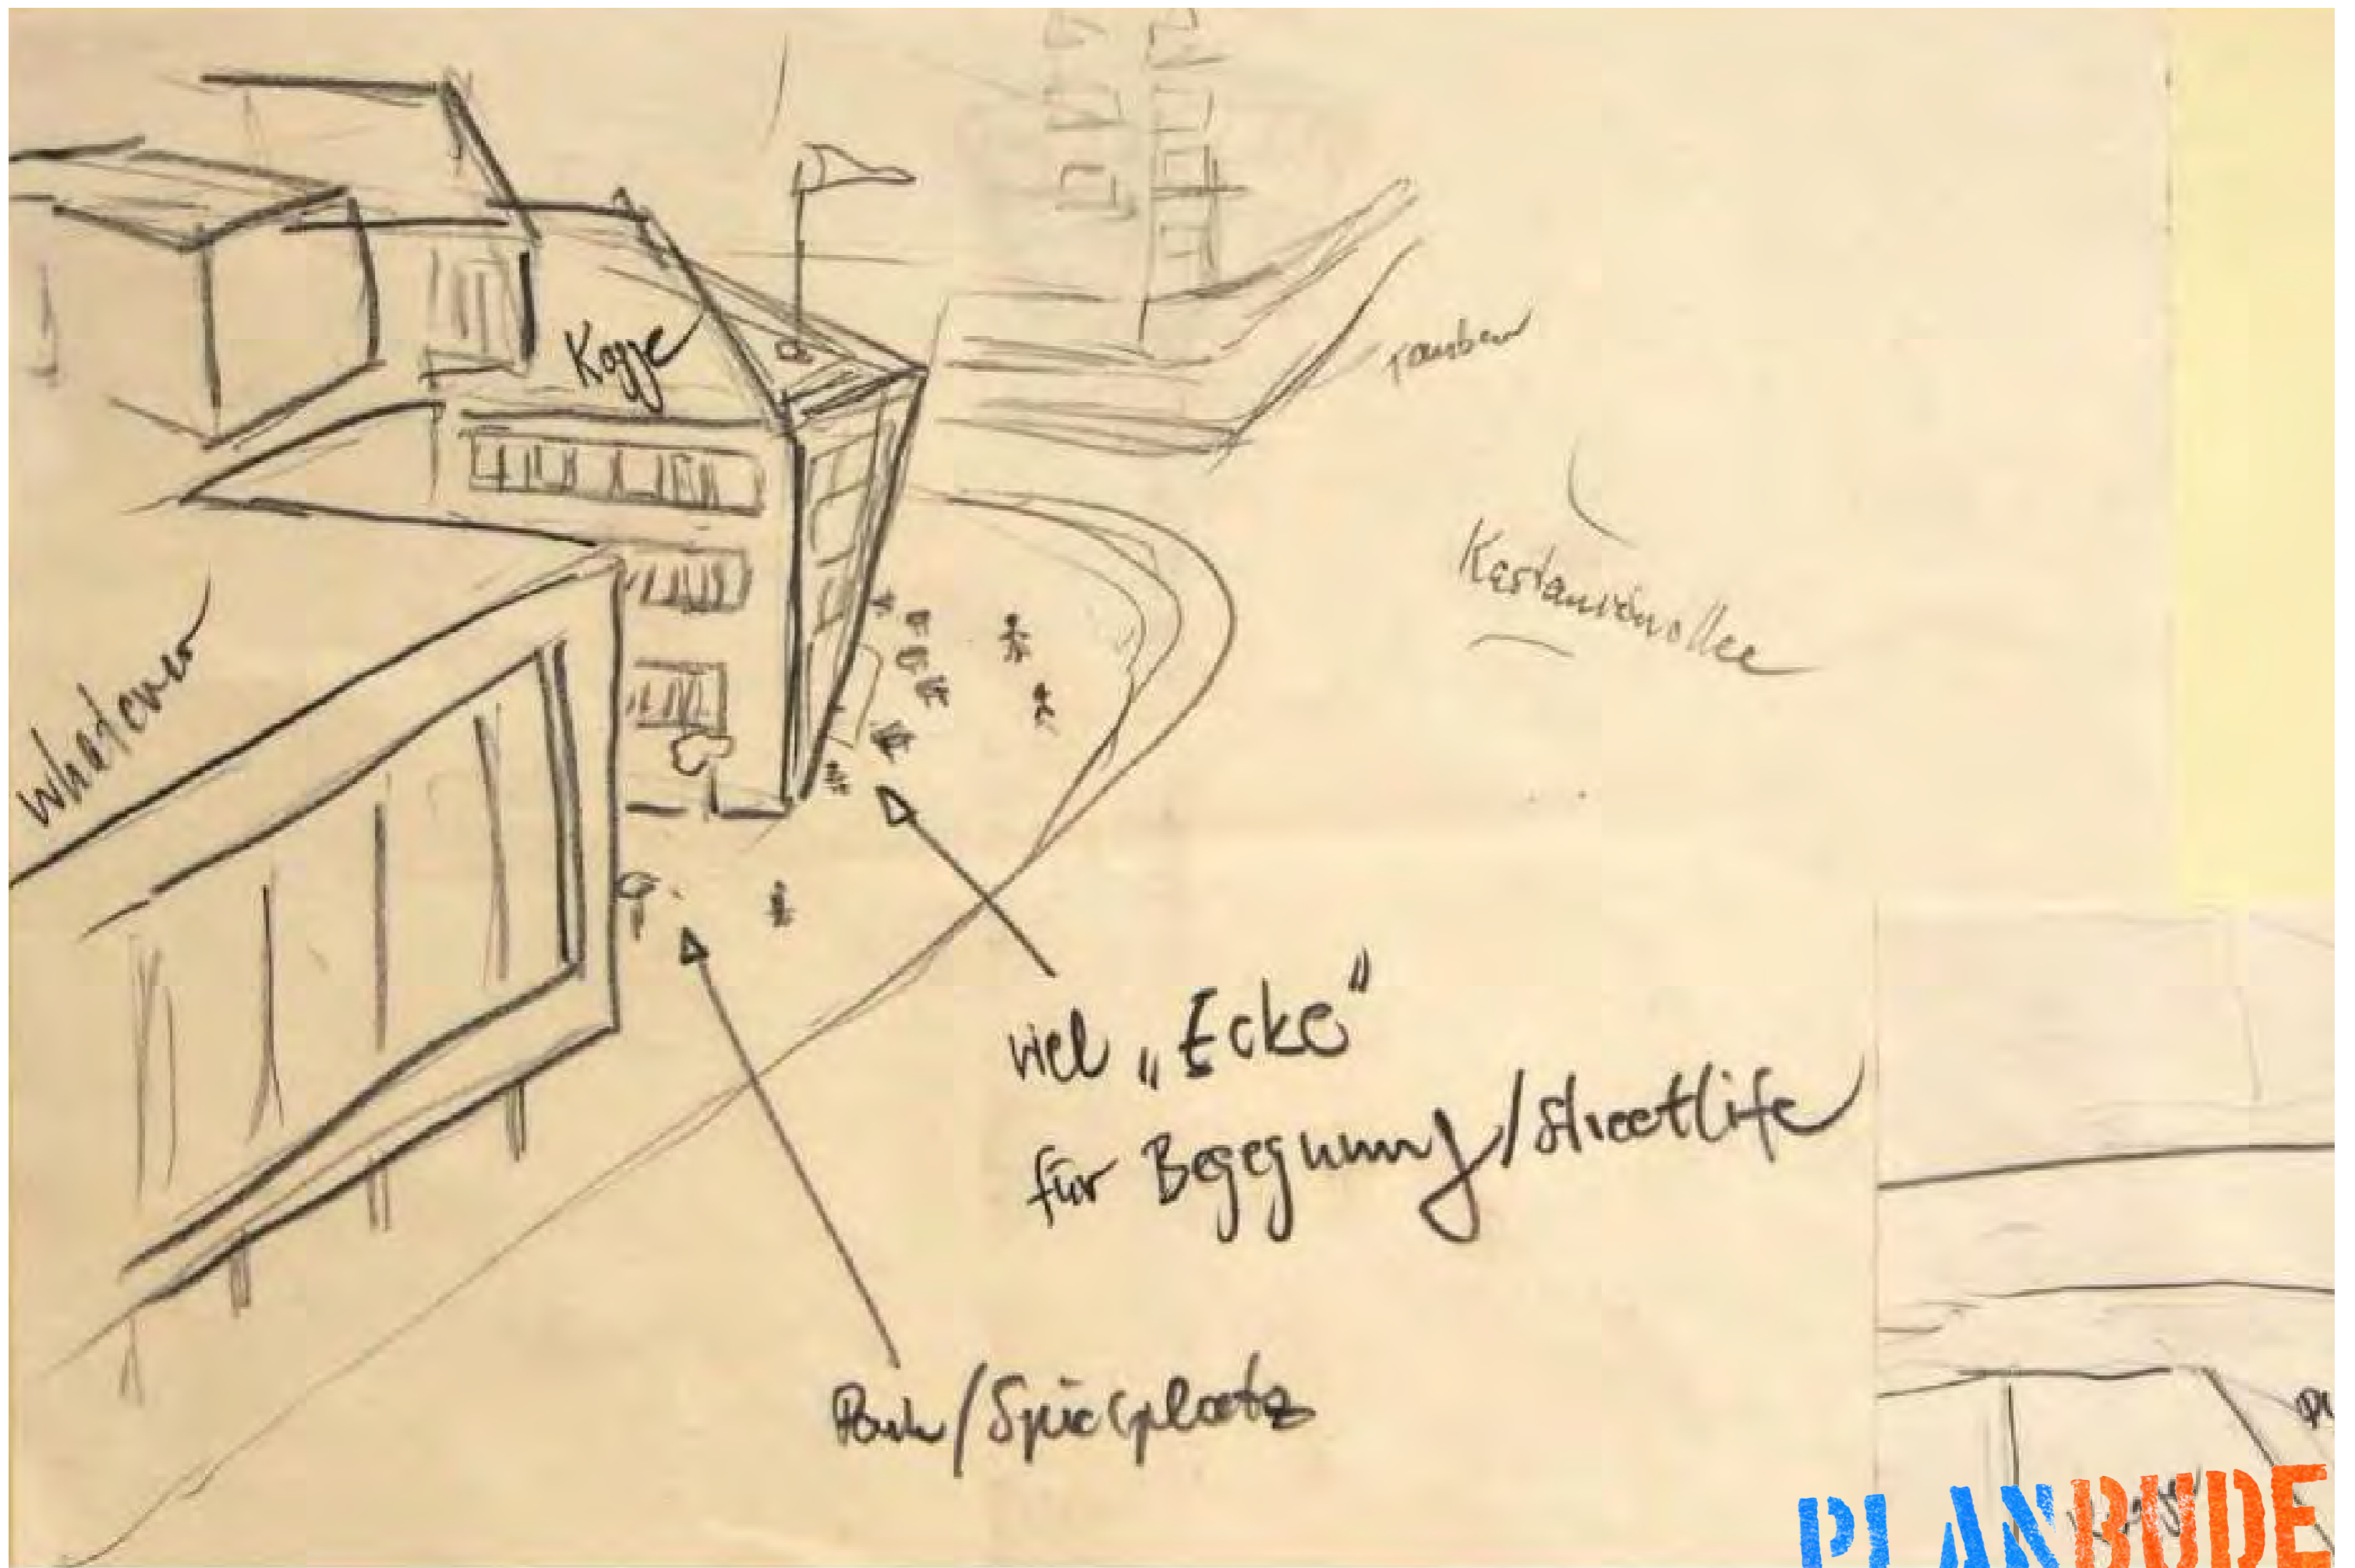 Kogge
Tauben
Kastanienallee
whatever
viel „Ecke"
für Begegnung/Streetlife
Park/Spielplatz
PLANBUDE